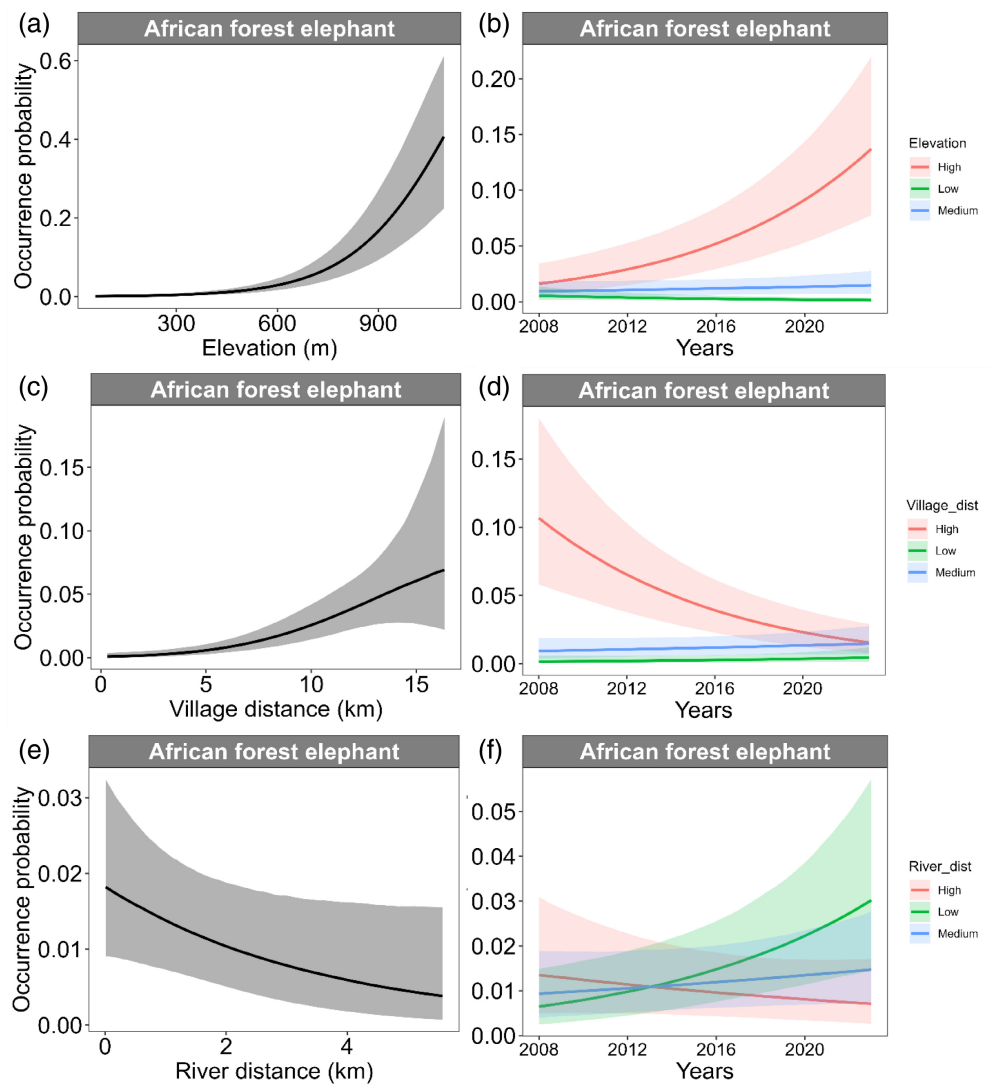 (a)
African forest elephant
Occurrence probability
0.6
0.4
0.2
0.0
300 600 900
Elevation (m)
(b)
African forest elephant
0.20
0.15
0.10
0.05
0.00
2008 2012 2016 2020
Years
Elevation
High
Low
Medium
(c)
African forest elephant
Occurrence probability
0.15
0.10
0.05
0.00
0 5 10 15
Village distance (km)
(d)
African forest elephant
0.15
0.10
0.05
0.00
2008 2012 2016 2020
Years
Village_dist
High
Low
Medium
(e)
African forest elephant
Occurrence probability
0.03
0.02
0.01
0.00
0 2 4
River distance (km)
(f)
African forest elephant
0.05
0.04
0.03
0.02
0.01
0.00
2008 2012 2016 2020
Years
River_dist
High
Low
Medium